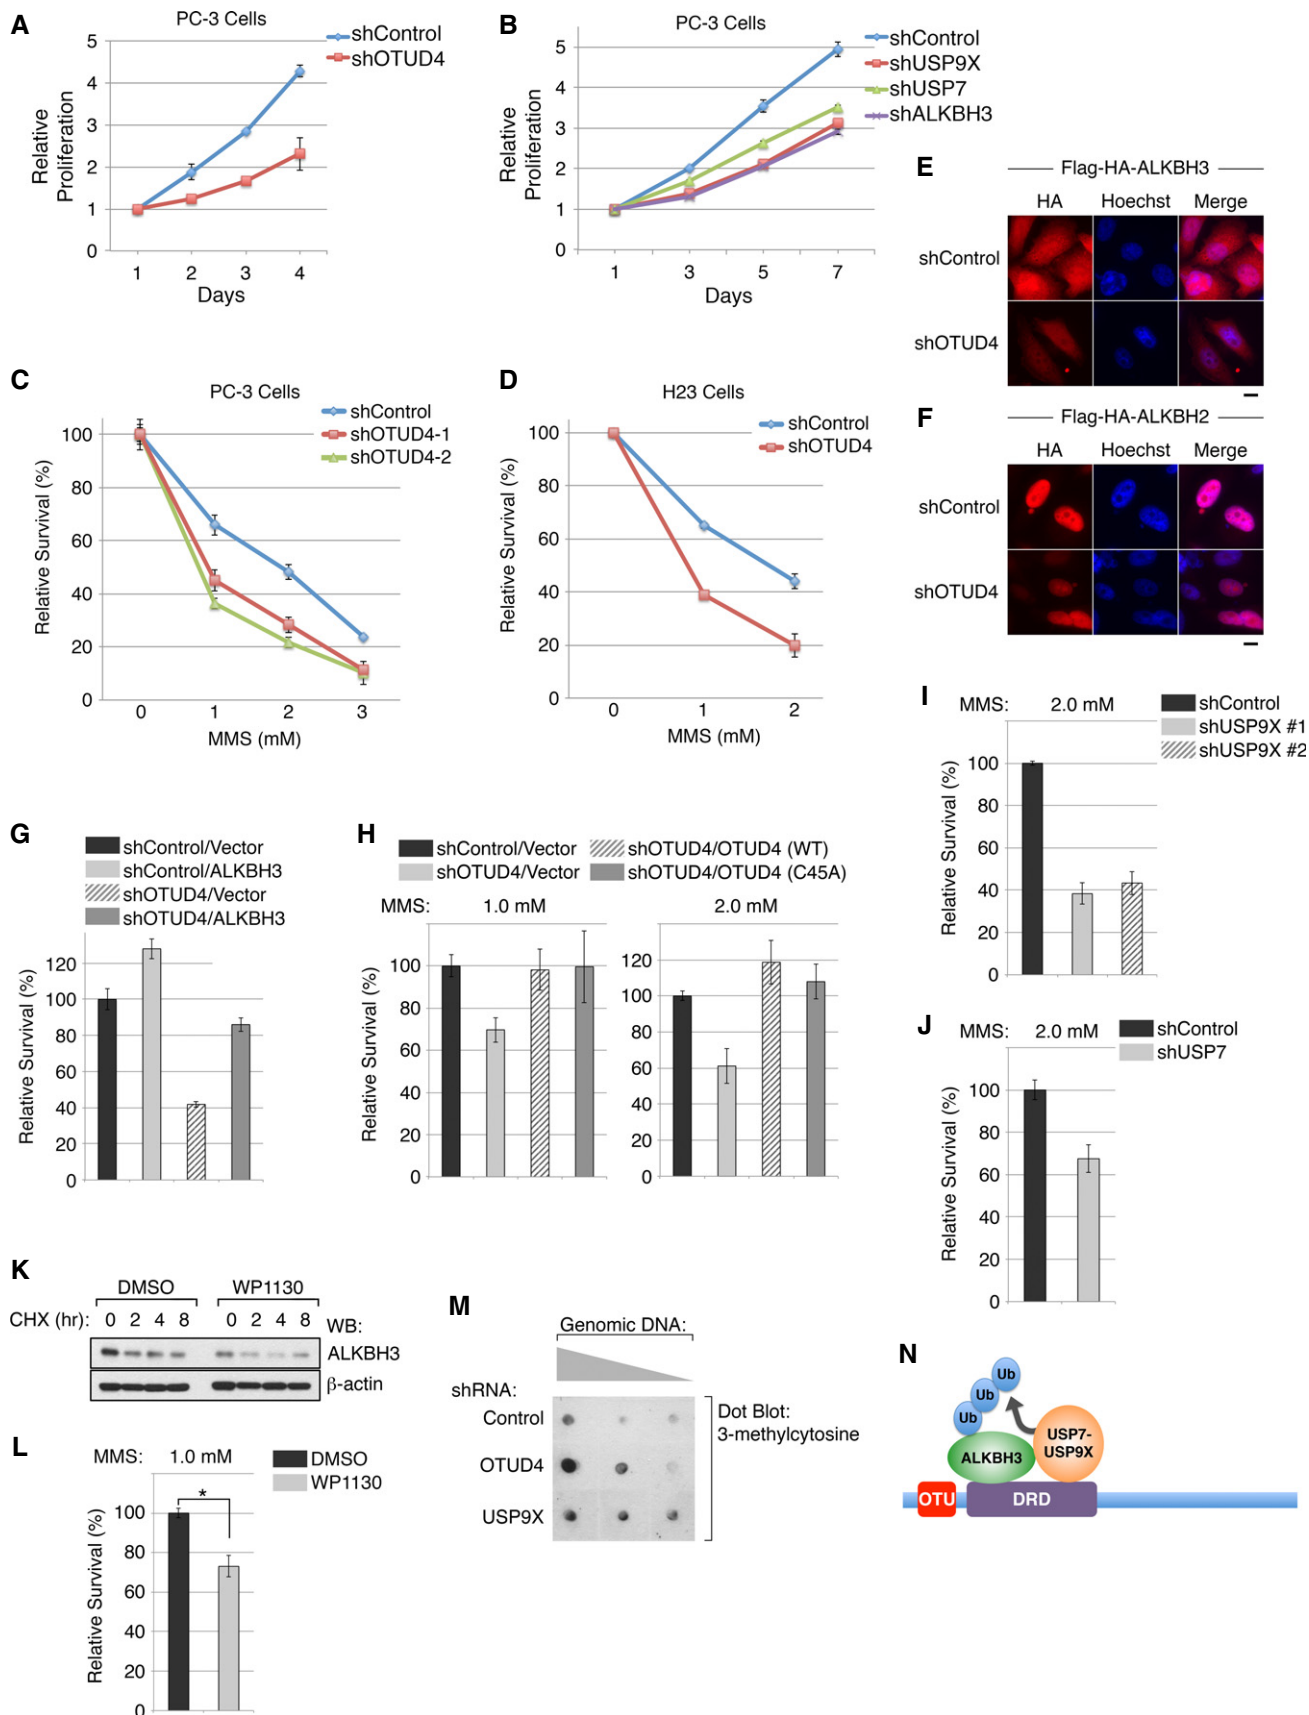 A
PC-3 Cells
shControl
shOTUD4
Relative
Proliferation
5
4
3
2
1
0
1 2 3 4
Days
B
PC-3 Cells
shControl
shUSP9X
shUSP7
shALKBH3
Relative
Proliferation
5
4
3
2
1
0
1 3 5 7
Days
C
PC-3 Cells
shControl
shOTUD4-1
shOTUD4-2
Relative Survival (%)
100
80
60
40
20
0
0 1 2 3
MMS (mM)
D
H23 Cells
shControl
shOTUD4
Relative Survival (%)
100
80
60
40
20
0
0 1 2
MMS (mM)
E
Flag-HA-ALKBH3
HA Hoechst Merge
shControl
shOTUD4
F
Flag-HA-ALKBH2
HA Hoechst Merge
shControl
shOTUD4
G
shControl/Vector
shControl/ALKBH3
shOTUD4/Vector
shOTUD4/ALKBH3
Relative Survival (%)
120
100
80
60
40
20
0
H
shControl/Vector
shOTUD4/Vector
shOTUD4/OTUD4 (WT)
shOTUD4/OTUD4 (C45A)
MMS: 1.0 mM 2.0 mM
Relative Survival (%)
100
80
60
40
20
0
Relative Survival (%)
120
100
80
60
40
20
0
I
MMS: 2.0 mM
shControl
shUSP9X #1
shUSP9X #2
Relative Survival (%)
100
80
60
40
20
0
J
MMS: 2.0 mM
shControl
shUSP7
Relative Survival (%)
100
80
60
40
20
0
K
DMSO WP1130
CHX (hr): 0 2 4 8 0 2 4 8 WB:
ALKBH3
β-actin
L
MMS: 1.0 mM
DMSO
WP1130
*
Relative Survival (%)
100
80
60
40
20
0
M
Genomic DNA:
shRNA:
Control
OTUD4
USP9X
Dot Blot:
3-methylcytosine
N
Ub
Ub
Ub
ALKBH3
USP7-
USP9X
OTU
DRD